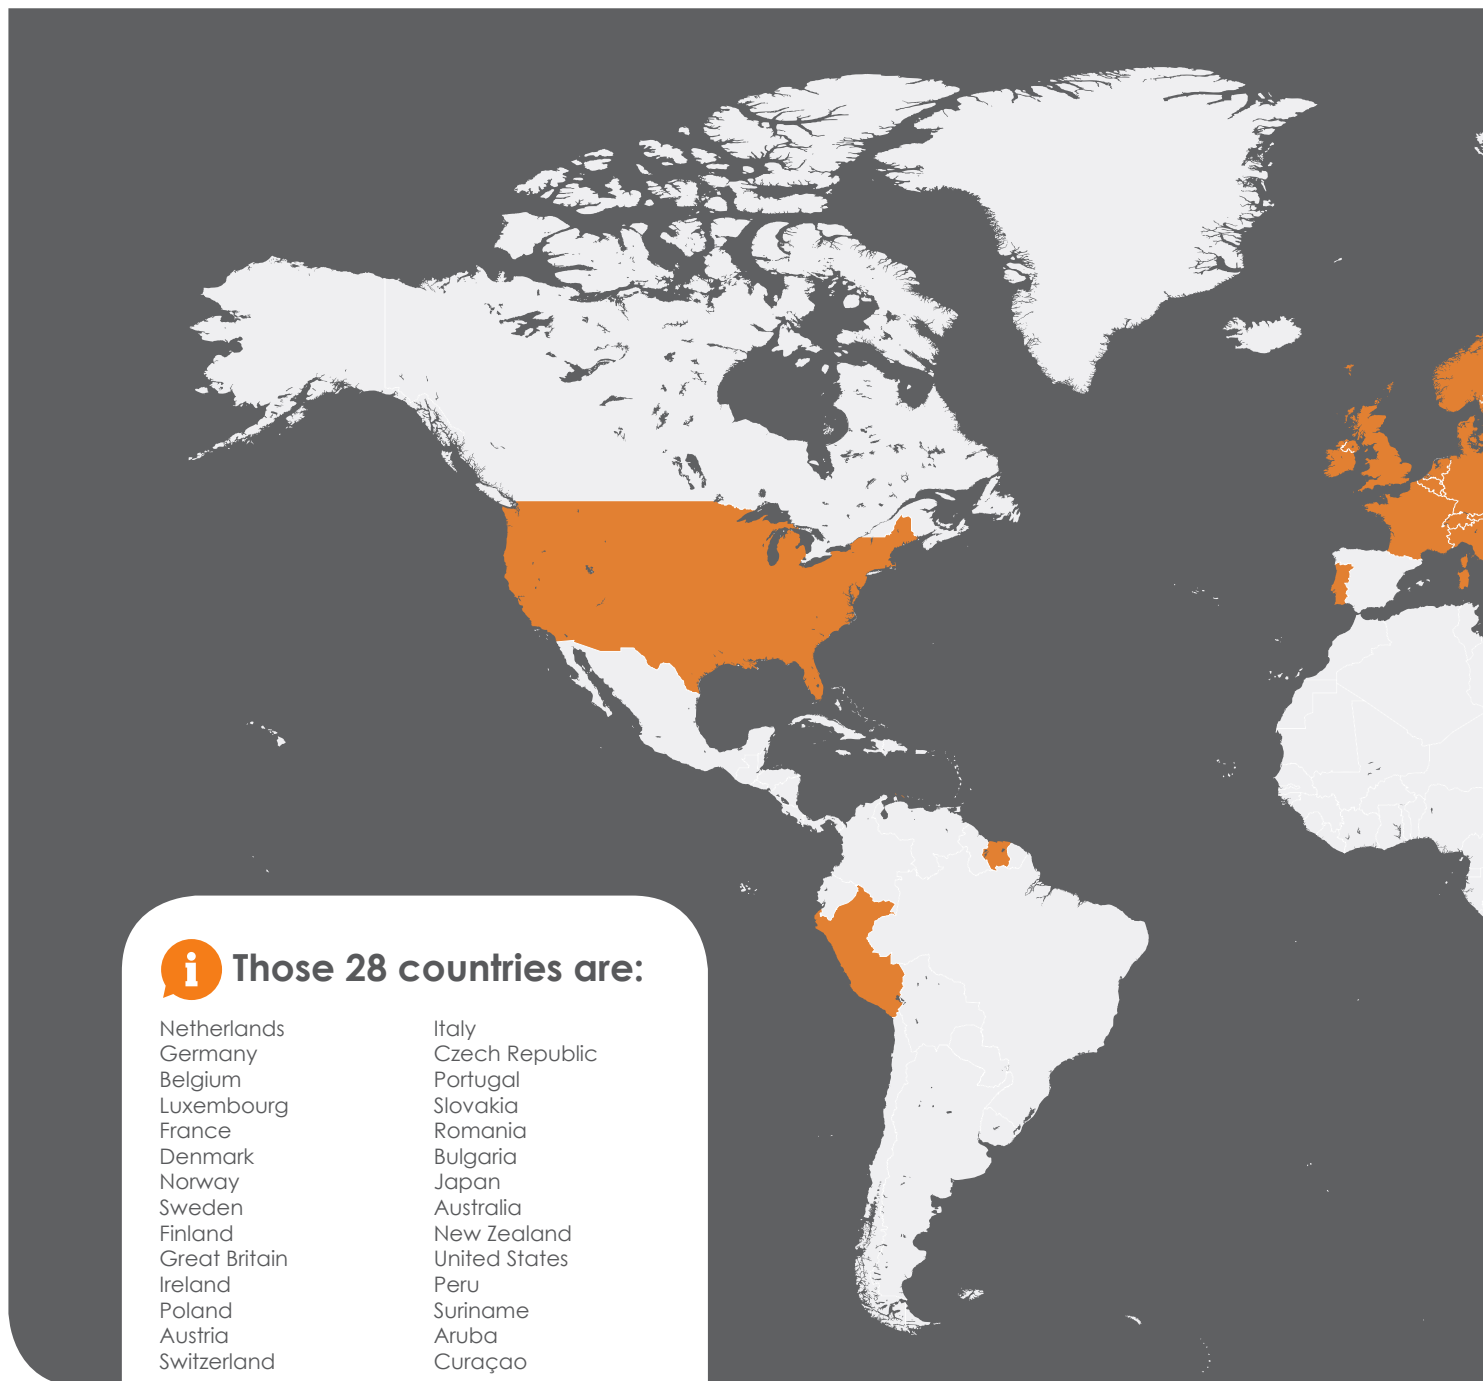 Those 28 countries are:
Netherlands
Germany
Belgium
Luxembourg
France
Denmark
Norway
Sweden
Finland
Great Britain
Ireland
Poland
Austria
Switzerland
Italy
Czech Republic
Portugal
Slovakia
Romania
Bulgaria
Japan
Australia
New Zealand
United States
Peru
Suriname
Aruba
Curaçao